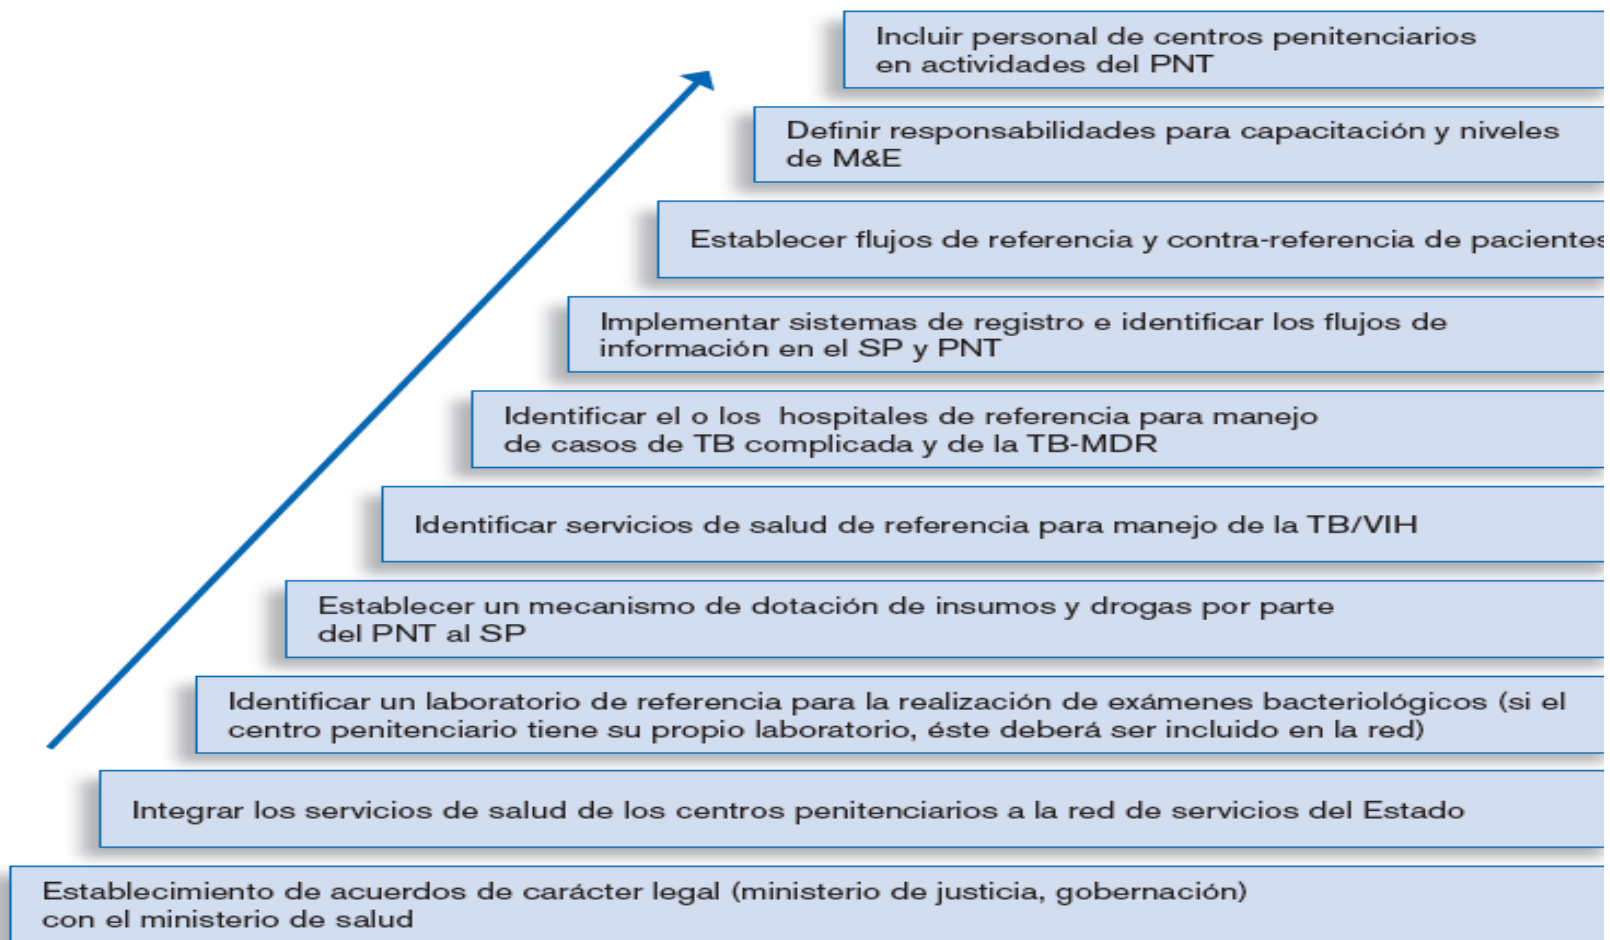 Incluir personal de centros penitenciarios
en actividades del PNT
Definir responsabilidades para capacitación y niveles
de M&E
Establecer flujos de referencia y contra-referencia de pacientes
Implementar sistemas de registro e identificar los flujos de
información en el SP y PNT
Identificar el o los hospitales de referencia para manejo
de casos de TB complicada y de la TB-MDR
Identificar servicios de salud de referencia para manejo de la TB/VIH
Establecer un mecanismo de dotación de insumos y drogas por parte
del PNT al SP
Identificar un laboratorio de referencia para la realización de exámenes bacteriológicos (si el
centro penitenciario tiene su propio laboratorio, éste deberá ser incluido en la red)
Integrar los servicios de salud de los centros penitenciarios a la red de servicios del Estado
Establecimiento de acuerdos de carácter legal (ministerio de justicia, gobernación)
con el ministerio de salud